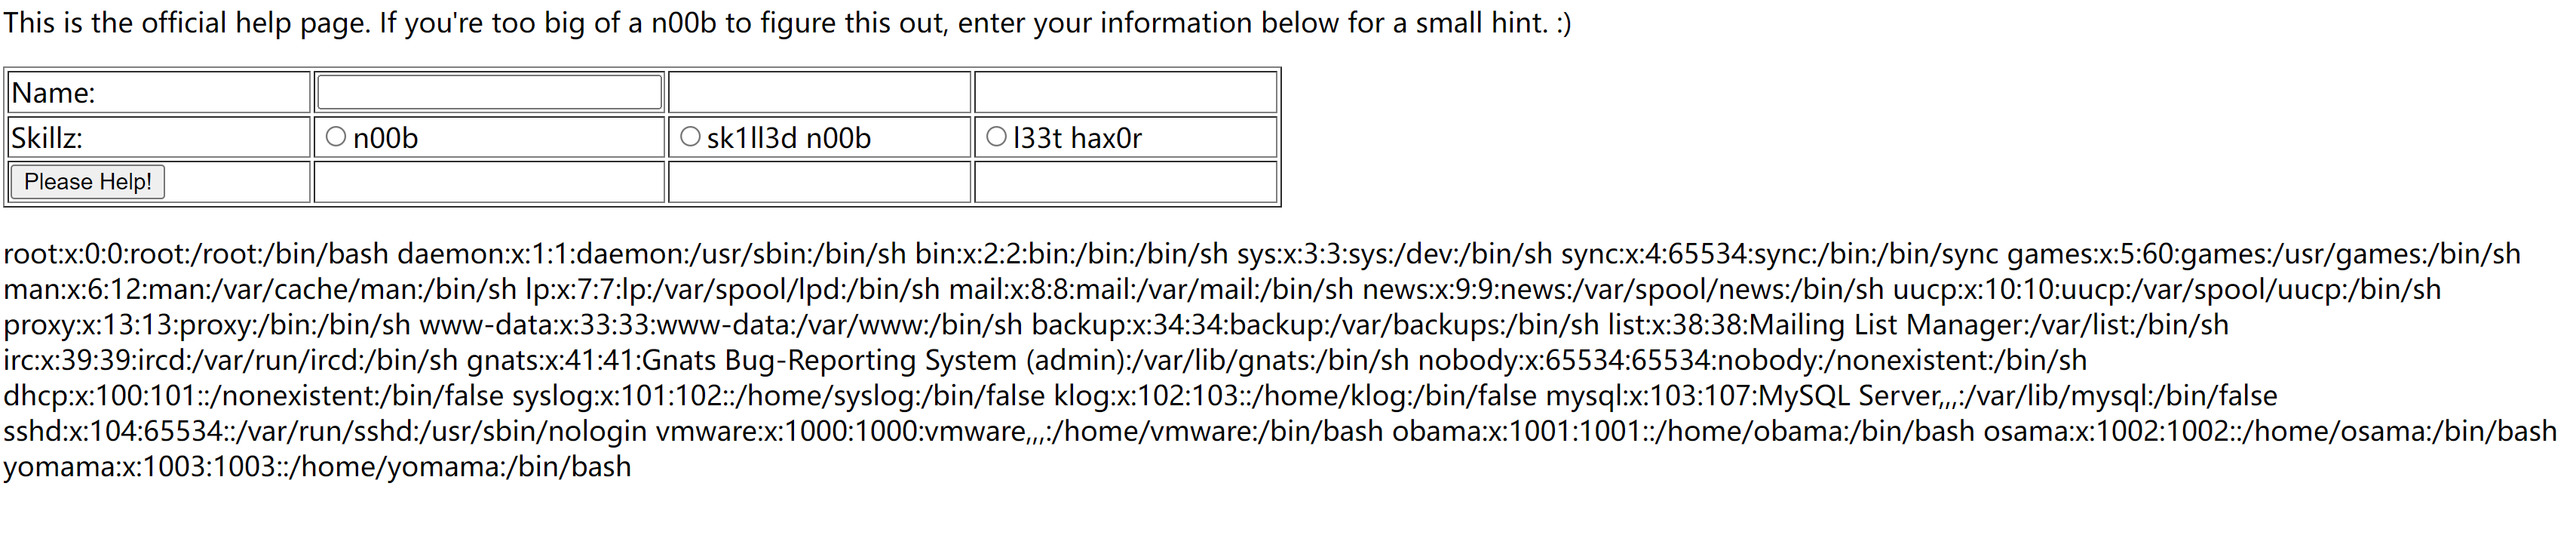 This is the official help page. If you're too big of a n00b to figure this out, enter your information below for a small hint. :)
Name:
Skillz: n00b sk1ll3d n00b l33t hax0r
Please Help!
root:x:0:0:root:/root:/bin/bash daemon:x:1:1:daemon:/usr/sbin:/bin/sh bin:x:2:2:bin:/bin:/bin/sh sys:x:3:3:sys:/dev:/bin/sh sync:x:4:65534:sync:/bin:/bin/sync games:x:5:60:games:/usr/games:/bin/sh
man:x:6:12:man:/var/cache/man:/bin/sh lp:x:7:7:lp:/var/spool/lpd:/bin/sh mail:x:8:8:mail:/var/mail:/bin/sh news:x:9:9:news:/var/spool/news:/bin/sh uucp:x:10:10:uucp:/var/spool/uucp:/bin/sh
proxy:x:13:13:proxy:/bin:/bin/sh www-data:x:33:33:www-data:/var/www:/bin/sh backup:x:34:34:backup:/var/backups:/bin/sh list:x:38:38:Mailing List Manager:/var/list:/bin/sh
irc:x:39:39:ircd:/var/run/ircd:/bin/sh gnats:x:41:41:Gnats Bug-Reporting System (admin):/var/lib/gnats:/bin/sh nobody:x:65534:65534:nobody:/nonexistent:/bin/sh
dhcp:x:100:101::/nonexistent:/bin/false syslog:x:101:102::/home/syslog:/bin/false klog:x:102:103::/home/klog:/bin/false mysql:x:103:107:MySQL Server,,,:/var/lib/mysql:/bin/false
sshd:x:104:65534::/var/run/sshd:/usr/sbin/nologin vmware:x:1000:1000:vmware,,,:/home/vmware:/bin/bash obama:x:1001:1001::/home/obama:/bin/bash osama:x:1002:1002::/home/osama:/bin/bash
yomama:x:1003:1003::/home/yomama:/bin/bash